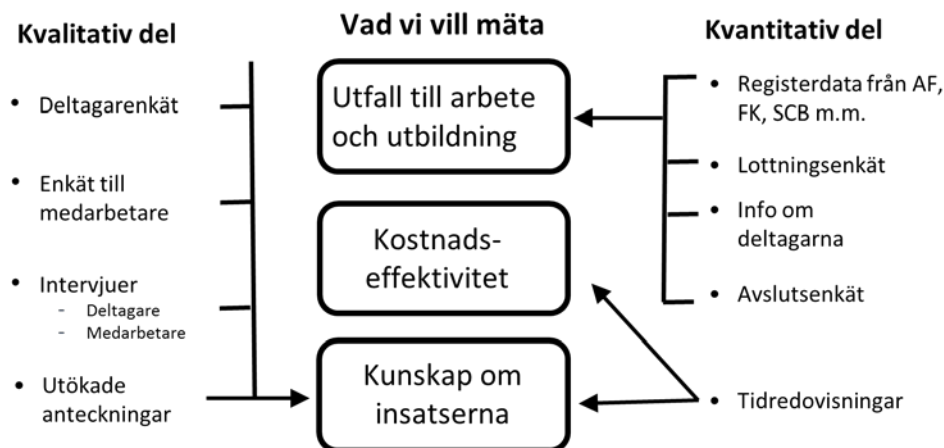 Kvalitativ del
• Deltagarenkät
• Enkät till
medarbetare
• Intervjuer
- Deltagare
- Medarbetare
• Utökade
anteckningar
Vad vi vill mäta
Utfall till arbete
och utbildning
Kostnads-
effektivitet
Kunskap om
insatserna
Kvantitativ del
• Registerdata från AF,
FK, SCB m.m.
• Lottningsenkät
• Info om
deltagarna
• Avslutsenkät
• Tidredovisningar